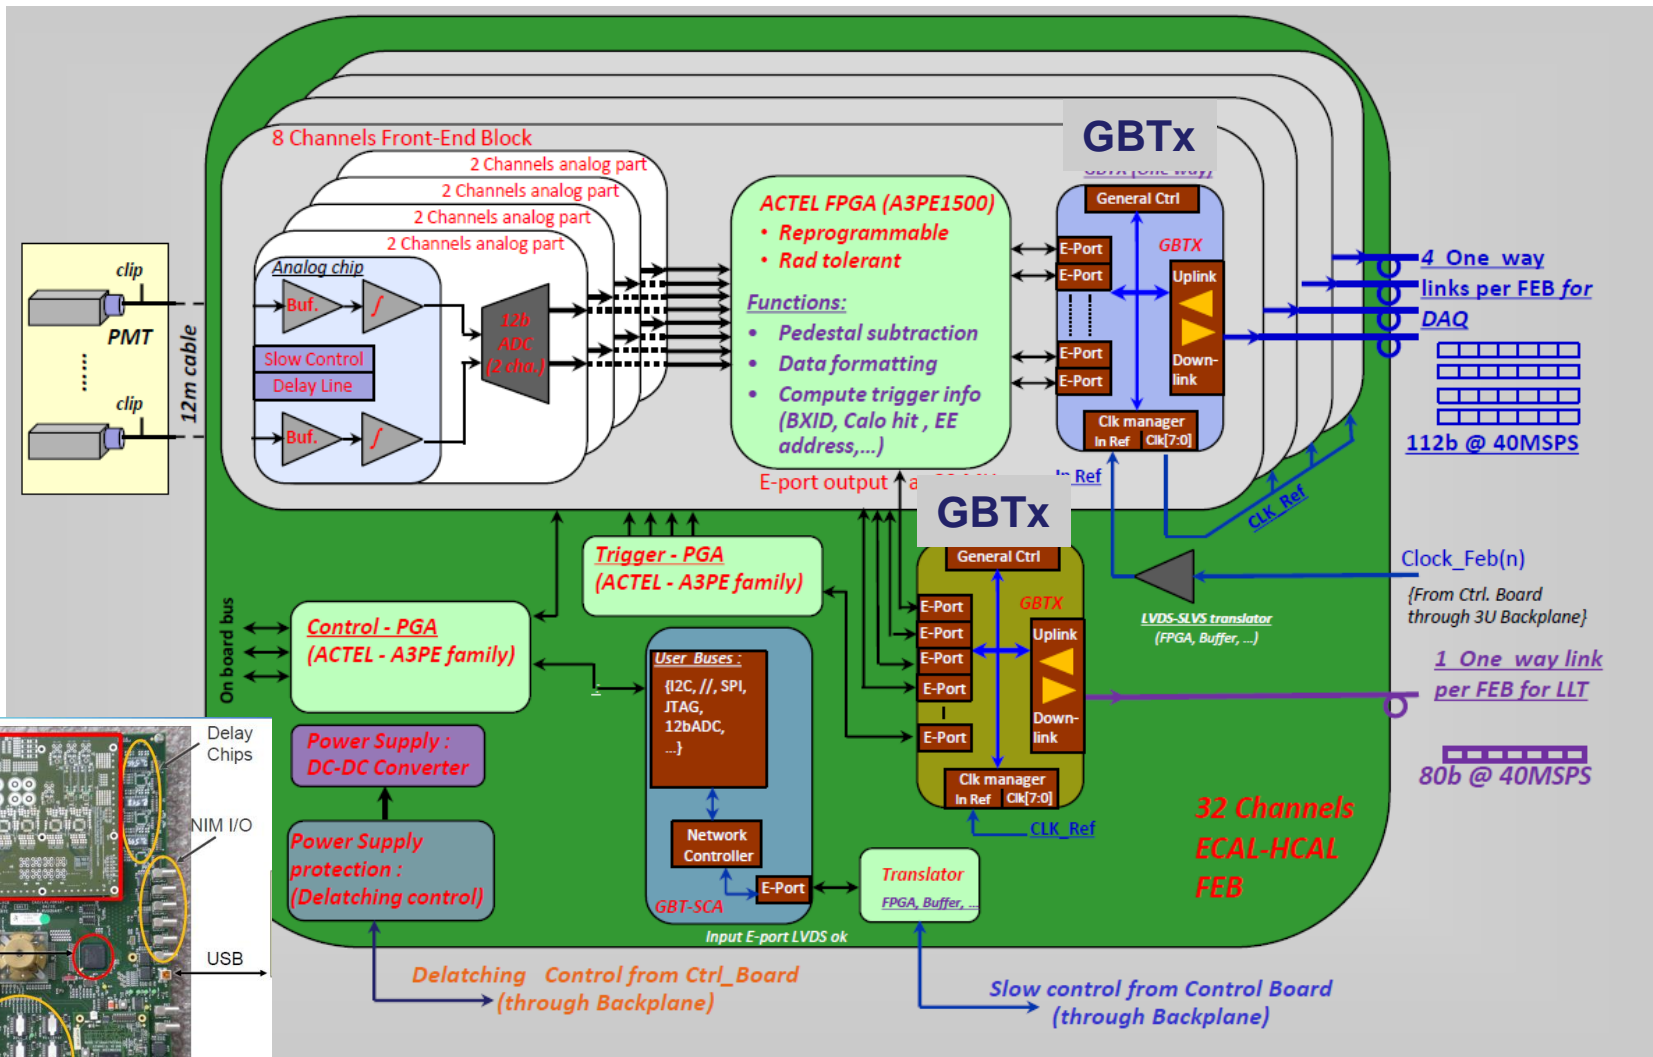 8 Channels Front-End Block
2 Channels analog part
2 Channels analog part
2 Channels analog part
2 Channels analog part
Analog chip
Buf.
∫
Slow Control
Delay Line
Buf.
∫
12b
ADC
(2 cha.)
clip
PMT
......
clip
12m cable
ACTEL FPGA (A3PE1500)
• Reprogrammable
• Rad tolerant
Functions:
• Pedestal subtraction
• Data formatting
• Compute trigger info
(BXID, Calo hit , EE
address,...)
E-port output
GBTx
General Ctrl
GBTX
E-Port
E-Port
E-Port
E-Port
Uplink
Down-
link
Clk manager
In Ref
Clk[7:0]
In Ref
CLK_Ref
4 One way
links per FEB for
DAQ
112b @ 40MSPS
GBTx
General Ctrl
GBTX
E-Port
E-Port
E-Port
E-Port
E-Port
Uplink
Down-
link
Clk manager
In Ref
Clk[7:0]
CLK_Ref
Clock_Feb(n)
{From Ctrl. Board
through 3U Backplane}
LVDS-SLVS translator
(FPGA, Buffer, ...)
1 One way link
per FEB for LLT
80b @ 40MSPS
Trigger - PGA
(ACTEL - A3PE family)
Control - PGA
(ACTEL - A3PE family)
On board bus
User Buses :
{I2C, //, SPI,
JTAG,
12bADC,
...}
Network
Controller
E-Port
GBT-SCA
Power Supply :
DC-DC Converter
Power Supply
protection :
(Delatching control)
Translator
FPGA, Buffer, ...
Input E-port LVDS ok
32 Channels
ECAL-HCAL
FEB
Delatching Control from Ctrl_Board
(through Backplane)
Slow control from Control Board
(through Backplane)
Delay
Chips
NIM I/O
USB